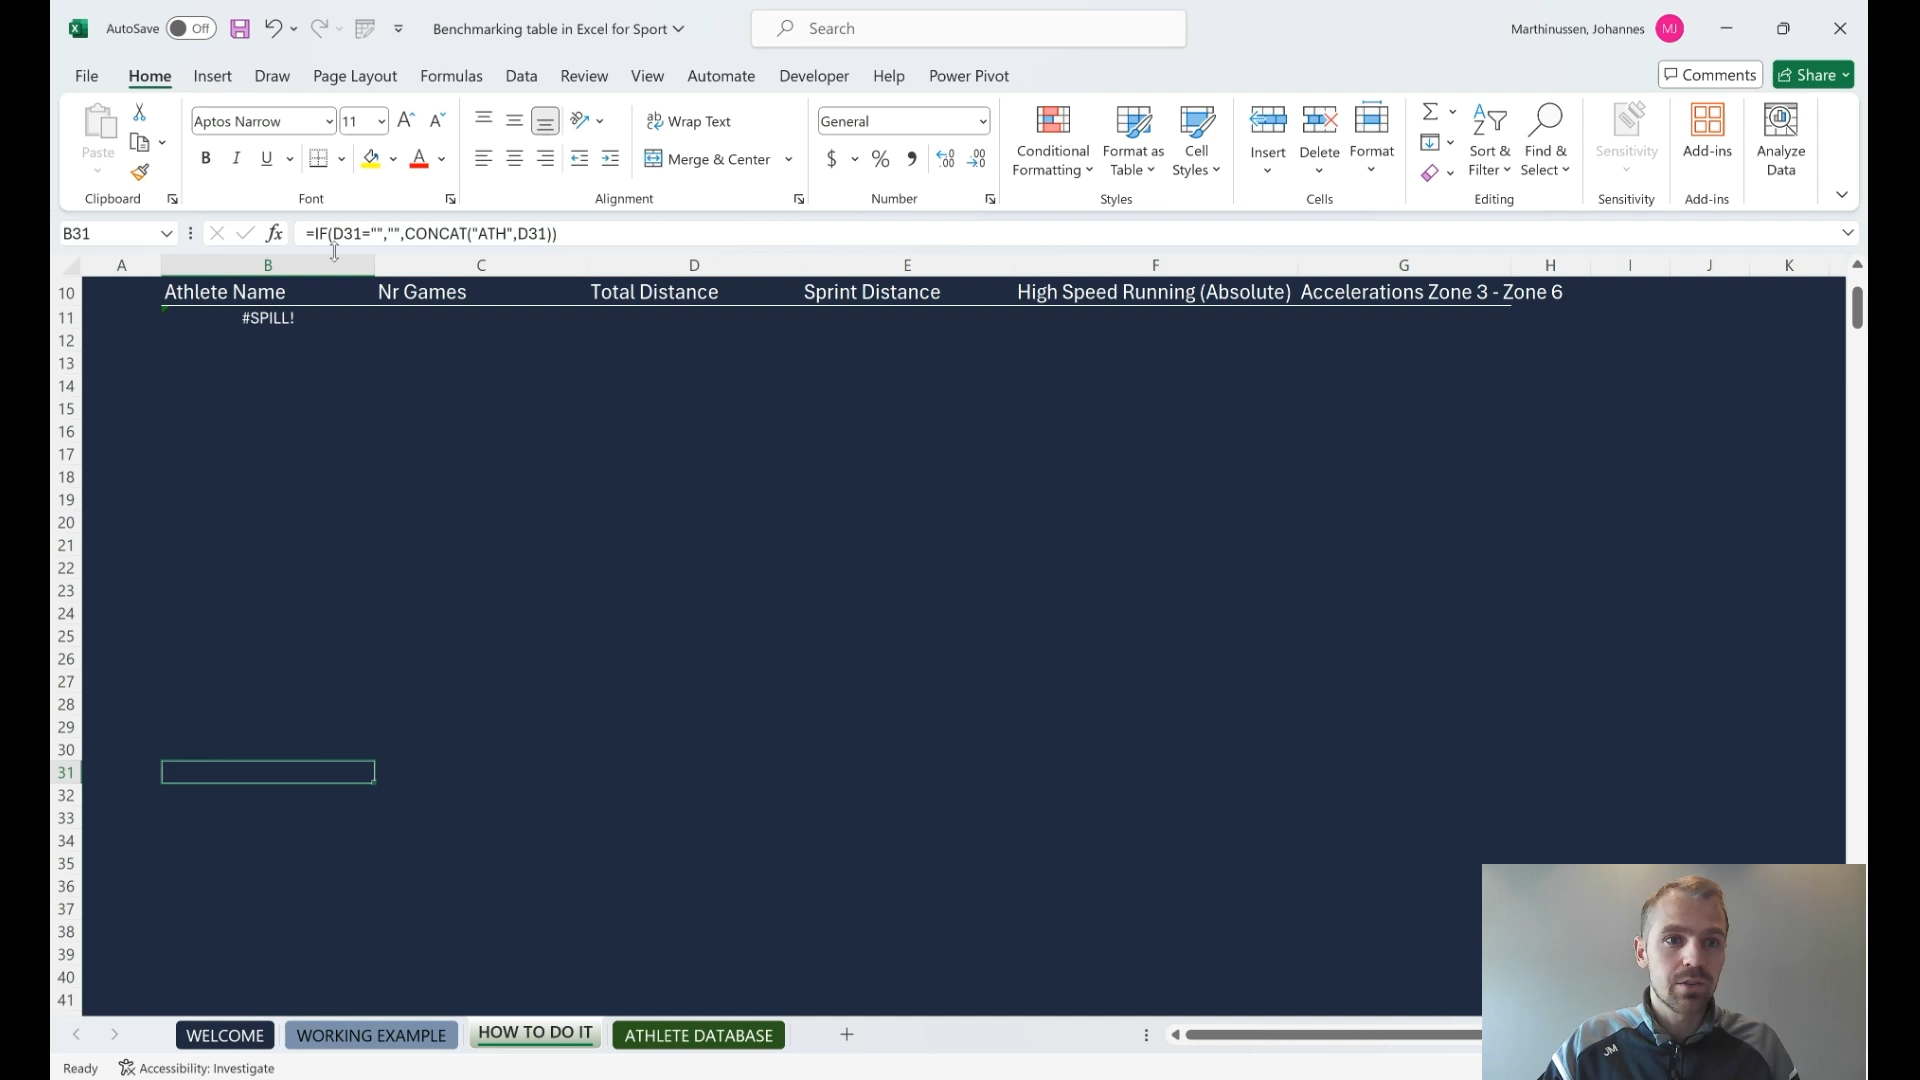 AutoSave Off Benchmarking table in Excel for Sport Search Marthinussen, Johannes MJ
File Home Insert Draw Page Layout Formulas Data Review View Automate Developer Help Power Pivot Comments Share
Paste Aptos Narrow 11 A A Wrap Text General Conditional Formatting Format as Table Cell Styles Insert Delete Format Sort & Filter Find & Select Sensitivity Add-ins Analyze Data
B I U A Merge & Center $ % , .00 .00
Clipboard Font Alignment Number Styles Cells Editing Sensitivity Add-ins
B31 fx =IF(D31="","",CONCAT("ATH",D31))
A B C D E F G H I J K
10 Athlete Name Nr Games Total Distance Sprint Distance High Speed Running (Absolute) Accelerations Zone 3 - Zone 6
11 #SPILL!
12
13
14
15
16
17
18
19
20
21
22
23
24
25
26
27
28
29
30
31
32
33
34
35
36
37
38
39
40
41
WELCOME WORKING EXAMPLE HOW TO DO IT ATHLETE DATABASE
Ready Accessibility: Investigate
JM